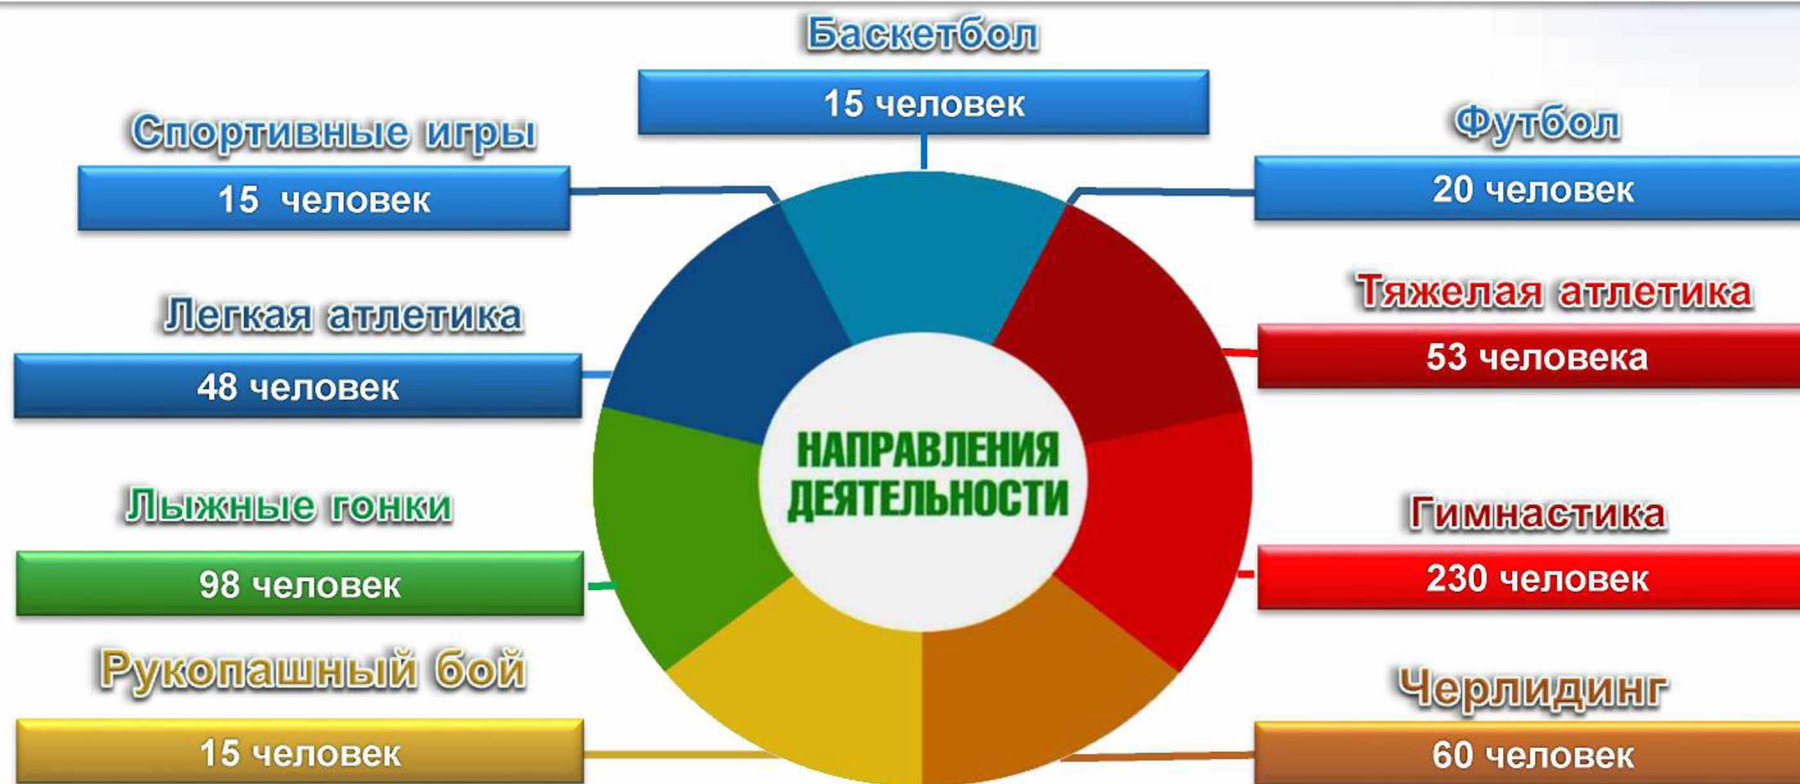 Баскетбол
15 человек
Спортивные игры
15 человек
Футбол
20 человек
Легкая атлетика
48 человек
Тяжелая атлетика
53 человека
НАПРАВЛЕНИЯ
ДЕЯТЕЛЬНОСТИ
Лыжные гонки
98 человек
Гимнастика
230 человек
Рукопашный бой
15 человек
Черлидинг
60 человек